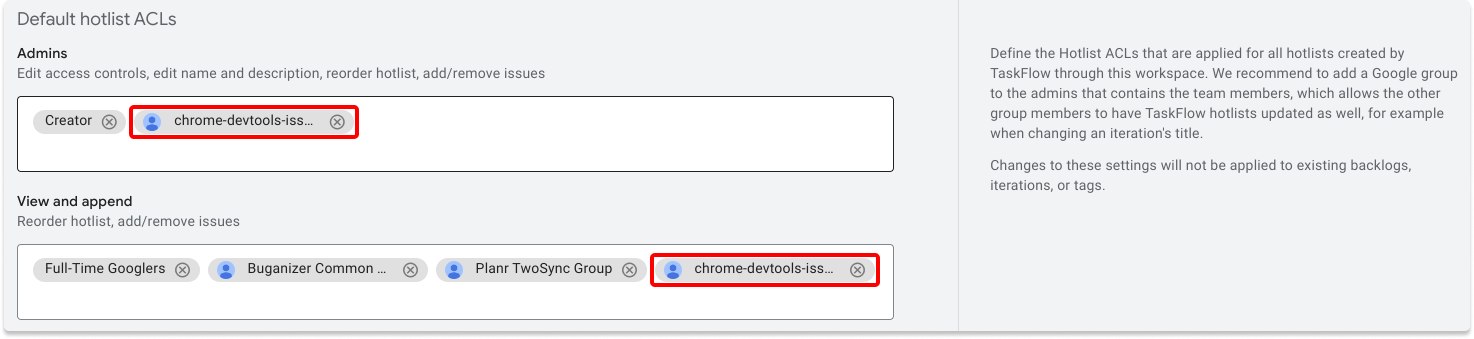 Default hotlist ACLs
Admins
Edit access controls, edit name and description, reorder hotlist, add/remove issues
Creator chrome-devtools-iss...
View and append
Reorder hotlist, add/remove issues
Full-Time Googlers Buganizer Common ... Planr TwoSync Group chrome-devtools-iss...
Define the Hotlist ACLs that are applied for all hotlists created by
TaskFlow through this workspace. We recommend to add a Google group
to the admins that contains the team members, which allows the other
group members to have TaskFlow hotlists updated as well, for example
when changing an iteration's title.
Changes to these settings will not be applied to existing backlogs,
iterations, or tags.